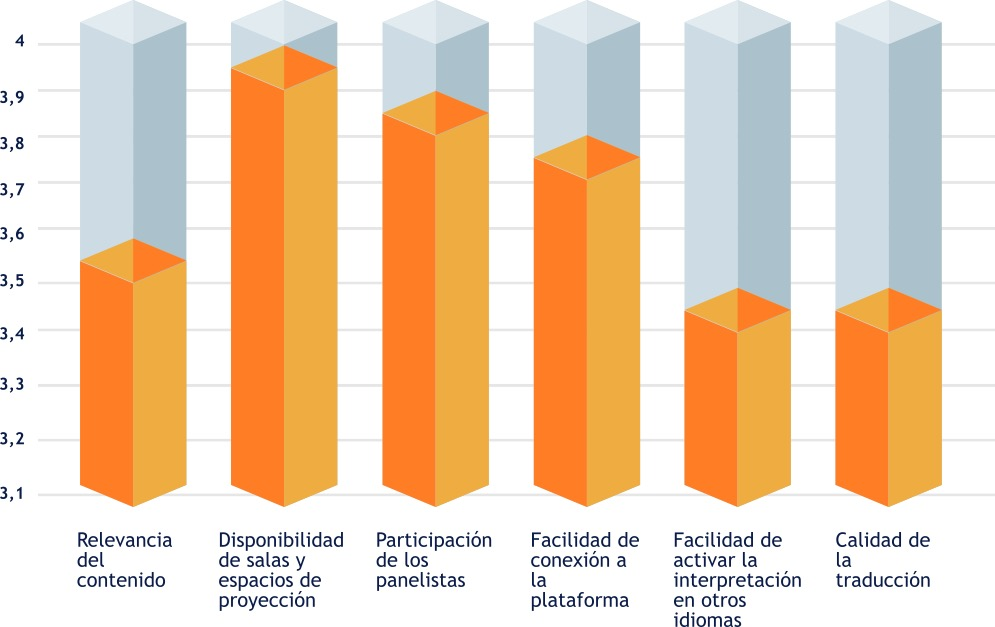 4
3,9
3,8
3,7
3,6
3,5
3,4
3,3
3,2
3,1
Relevancia
del
contenido
Disponibilidad
de salas y
espacios de
proyección
Participación
de los
panelistas
Facilidad de
conexión a
la
plataforma
Facilidad de
activar la
interpretación
en otros
idiomas
Calidad de
la
traducción